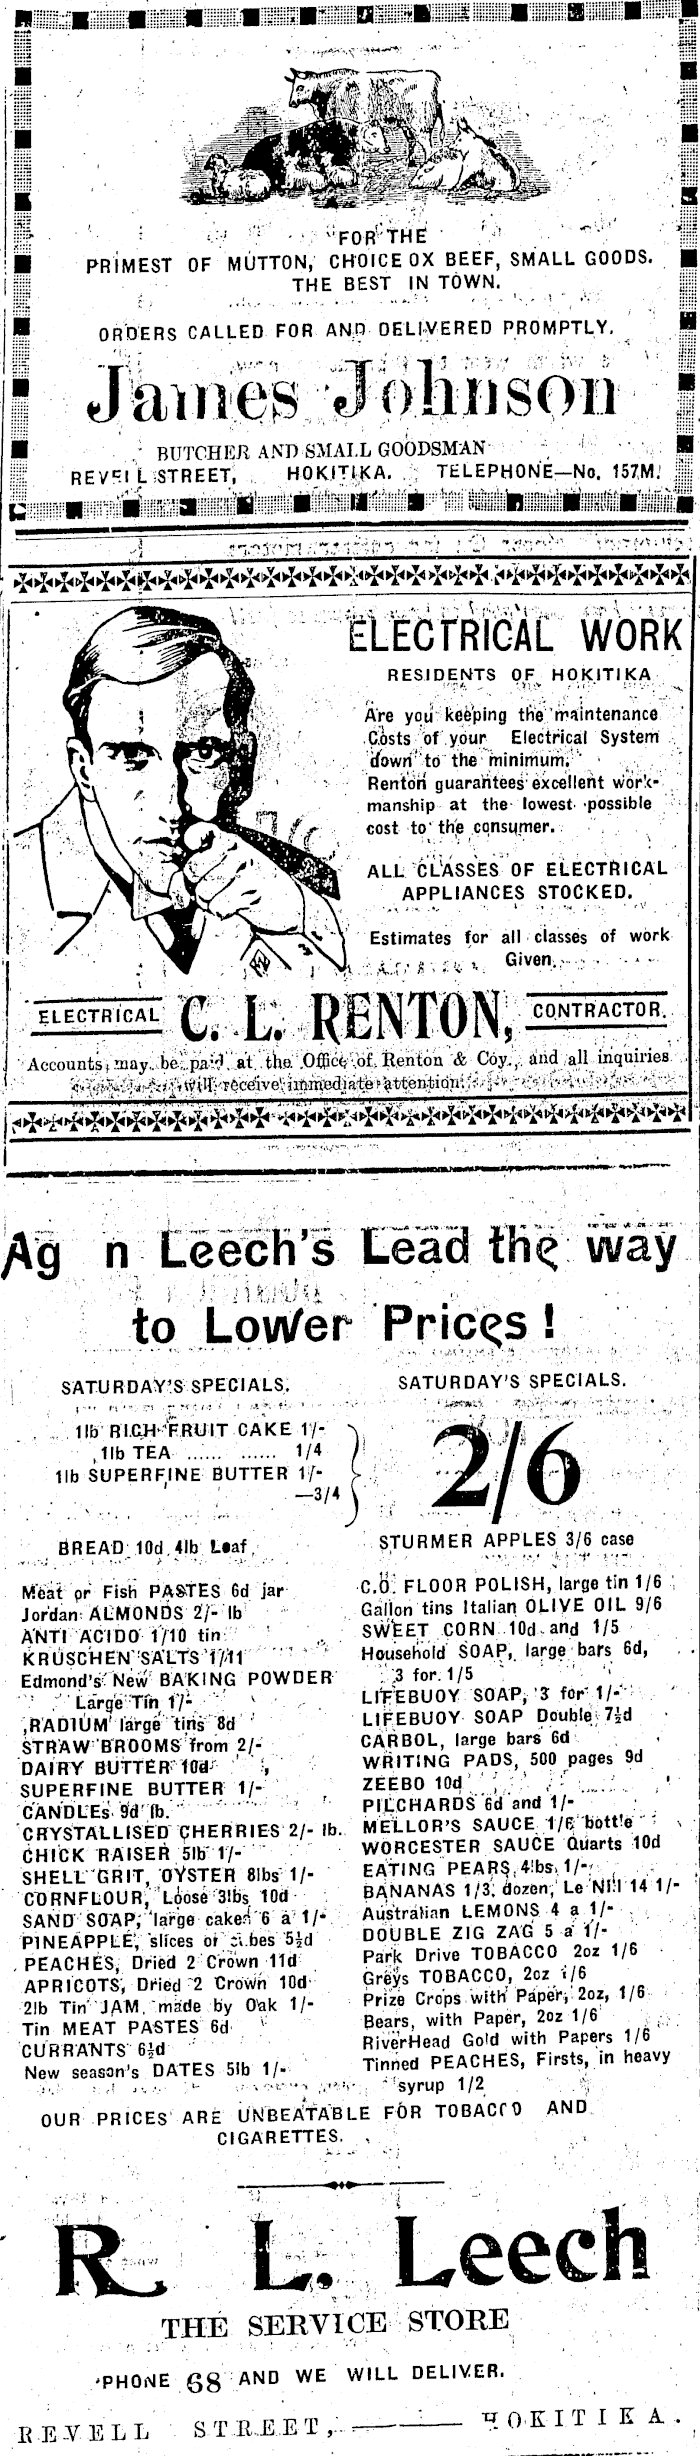 FOR THE
PRIMEST OF MUTTON, CHOICE OX BEEF, SMALL GOODS.
THE BEST IN TOWN.
ORDERS CALLED FOR AND DELIVERED PROMPTLY.
James Johnson
BUTCHER AND SMALL GOODSMAN
REVELL STREET, HOKITIKA. TELEPHONE—No. 157M.
ELECTRICAL WORK
RESIDENTS OF HOKITIKA
Are you keeping the maintenance
Costs of your Electrical System
down to the minimum.
Renton guarantees excellent work-
manship at the lowest possible
cost to the consumer.
ALL CLASSES OF ELECTRICAL
APPLIANCES STOCKED.
Estimates for all classes of work
Given.
ELECTRICAL C. L. RENTON, CONTRACTOR.
Accounts may be paid at the Office of Renton & Coy., and all inquiries
will receive immediate attention.
Ag n Leech's Lead the way
to Lower Prices!
SATURDAY'S SPECIALS.
1lb RICH FRUIT CAKE 1/-
1lb TEA ...... ...... 1/4
1lb SUPERFINE BUTTER 1/-
—3/4
SATURDAY'S SPECIALS.
2/6
BREAD 10d 4lb Loaf
Meat or Fish PASTES 6d jar
Jordan ALMONDS 2/- lb
ANTI ACIDO 1/10 tin
KRUSCHEN SALTS 1/11
Edmond's New BAKING POWDER
Large Tin 1/-
RADIUM large tins 8d
STRAW BROOMS from 2/-
DAIRY BUTTER 10d
SUPERFINE BUTTER 1/-
CANDLEs 9d lb.
CRYSTALLISED CHERRIES 2/- lb.
CHICK RAISER 5lb 1/-
SHELL GRIT, OYSTER 8lbs 1/-
CORNFLOUR, Loose 3lbs 10d
SAND SOAP, large cakes 6 a 1/-
PINEAPPLE, slices or cubes 5½d
PEACHES, Dried 2 Crown 11d
APRICOTS, Dried 2 Crown 10d
2lb Tin JAM, made by Oak 1/-
Tin MEAT PASTES 6d
CURRANTS 6½d
New season's DATES 5lb 1/-
STURMER APPLES 3/6 case
C.O. FLOOR POLISH, large tin 1/6
Gallon tins Italian OLIVE OIL 9/6
SWEET CORN 10d and 1/5
Household SOAP, large bars 6d,
3 for 1/5
LIFEBUOY SOAP, 3 for 1/-
LIFEBUOY SOAP Double 7½d
CARBOL, large bars 6d
WRITING PADS, 500 pages 9d
ZEEBO 10d
PILCHARDS 6d and 1/-
MELLOR'S SAUCE 1/6 bottle
WORCESTER SAUCE Quarts 10d
EATING PEARS, 4lbs 1/-
BANANAS 1/3 dozen, Le Nill 14 1/-
Australian LEMONS 4 a 1/-
DOUBLE ZIG ZAG 5 a 1/-
Park Drive TOBACCO 2oz 1/6
Greys TOBACCO, 2oz 1/6
Prize Crops with Paper, 2oz, 1/6
Bears, with Paper, 2oz 1/6
RiverHead Gold with Papers 1/6
Tinned PEACHES, Firsts, in heavy
syrup 1/2
OUR PRICES ARE UNBEATABLE FOR TOBACCO AND
CIGARETTES.
R. L. Leech
THE SERVICE STORE
'PHONE 68 AND WE WILL DELIVER.
REVELL STREET, —— HOKITIKA.